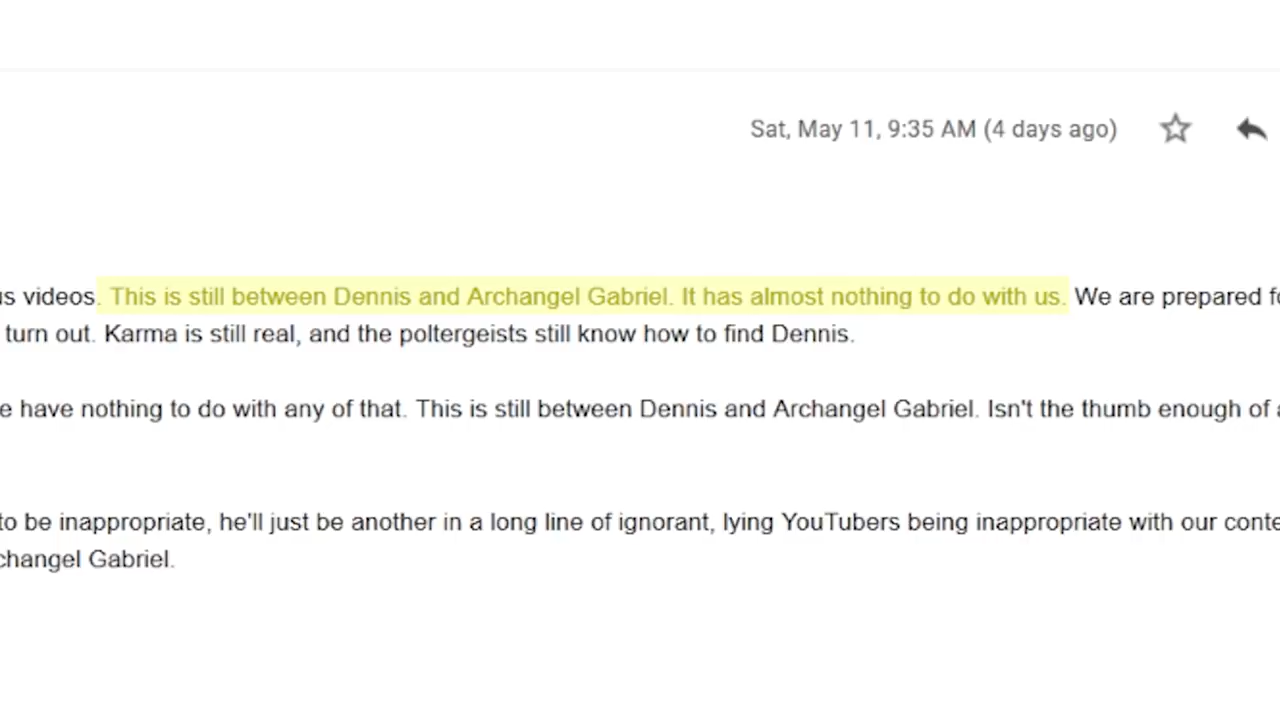 Sat, May 11, 9:35 AM (4 days ago)
videos. This is still between Dennis and Archangel Gabriel. It has almost nothing to do with us. We are prepared
turn out. Karma is still real, and the poltergeists still know how to find Dennis.
have nothing to do with any of that. This is still between Dennis and Archangel Gabriel. Isn't the thumb enough of
to be inappropriate, he'll just be another in a long line of ignorant, lying YouTubers being inappropriate with our
changel Gabriel.